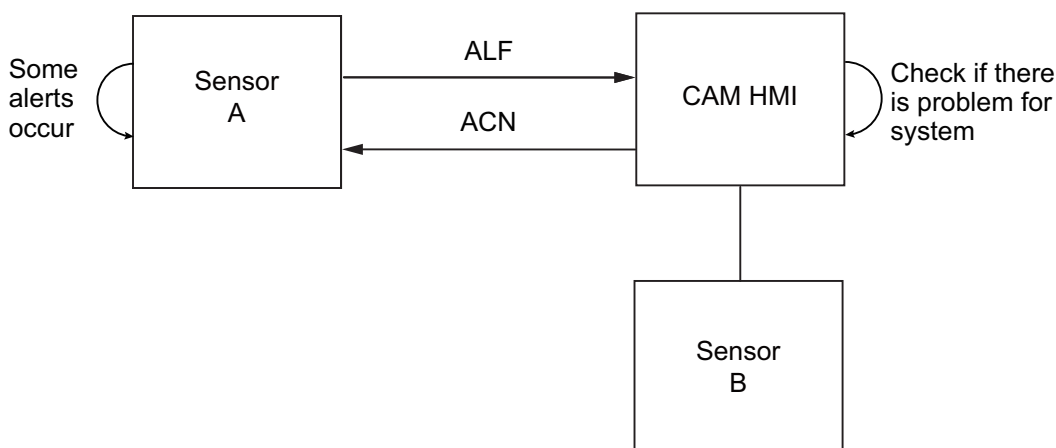 Some
alerts
occur
Sensor
A
ALF
ACN
CAM HMI
Check if there
is problem for
system
Sensor
B